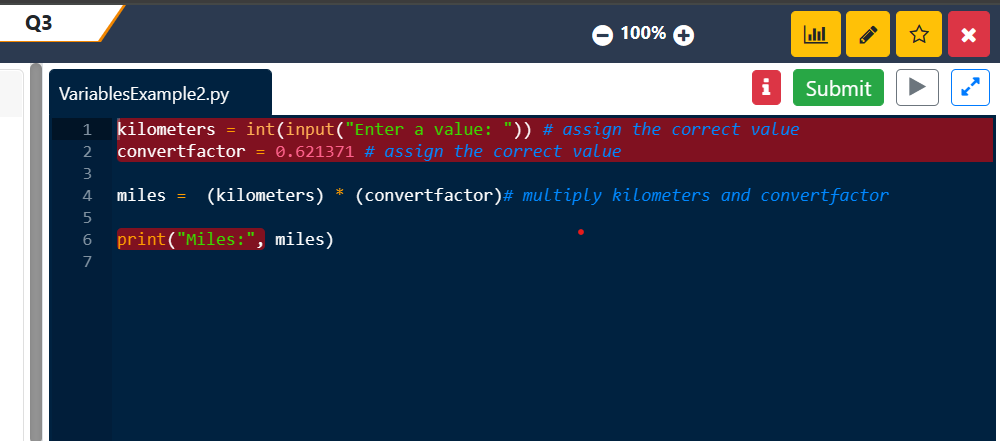 Q3
100%
VariablesExample2.py
Submit
1 kilometers = int(input("Enter a value: ")) # assign the correct value
2 convertfactor = 0.621371 # assign the correct value
3
4 miles =  (kilometers) * (convertfactor)# multiply kilometers and convertfactor
5
6 print("Miles:", miles)
7